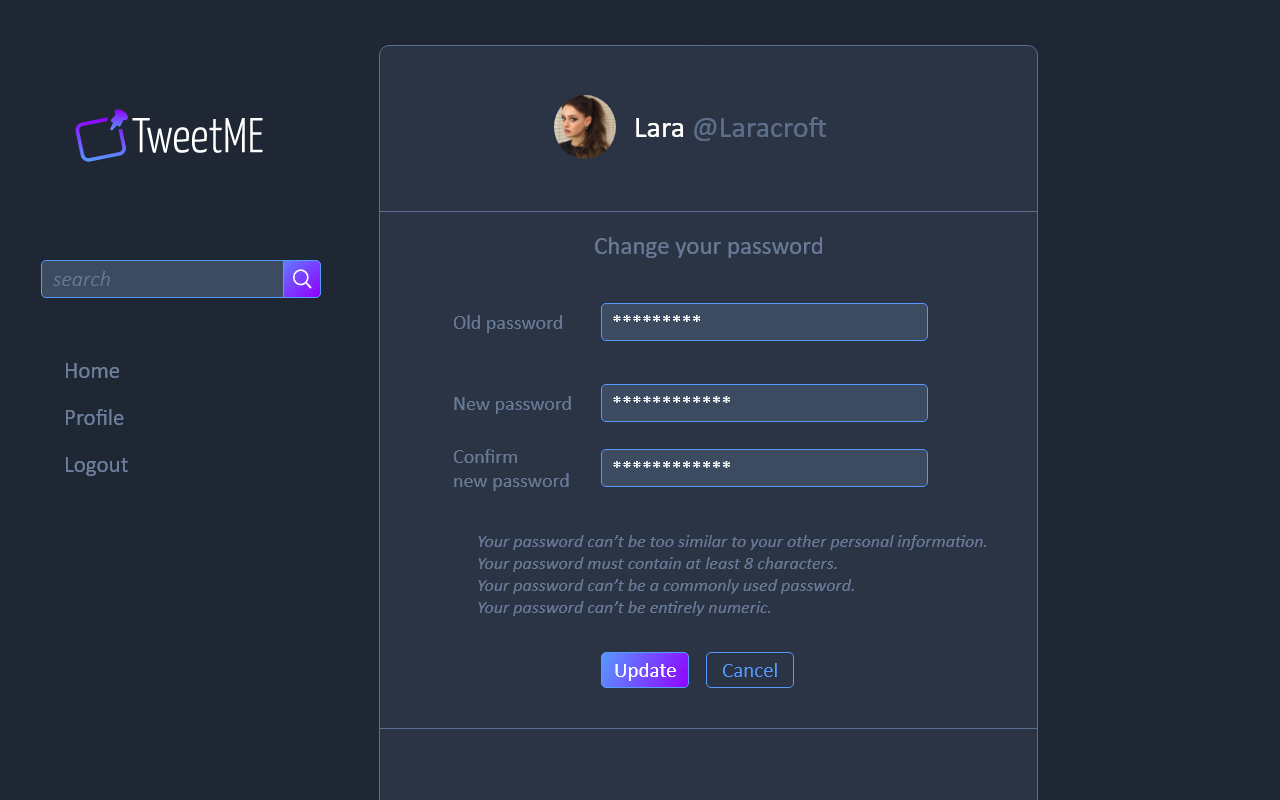 TweetME
Lara @Laracroft
search
Home
Profile
Logout
Change your password
Old password
*********
New password
************
Confirm
new password
************
Your password can’t be too similar to your other personal information.
Your password must contain at least 8 characters.
Your password can’t be a commonly used password.
Your password can’t be entirely numeric.
Update
Cancel